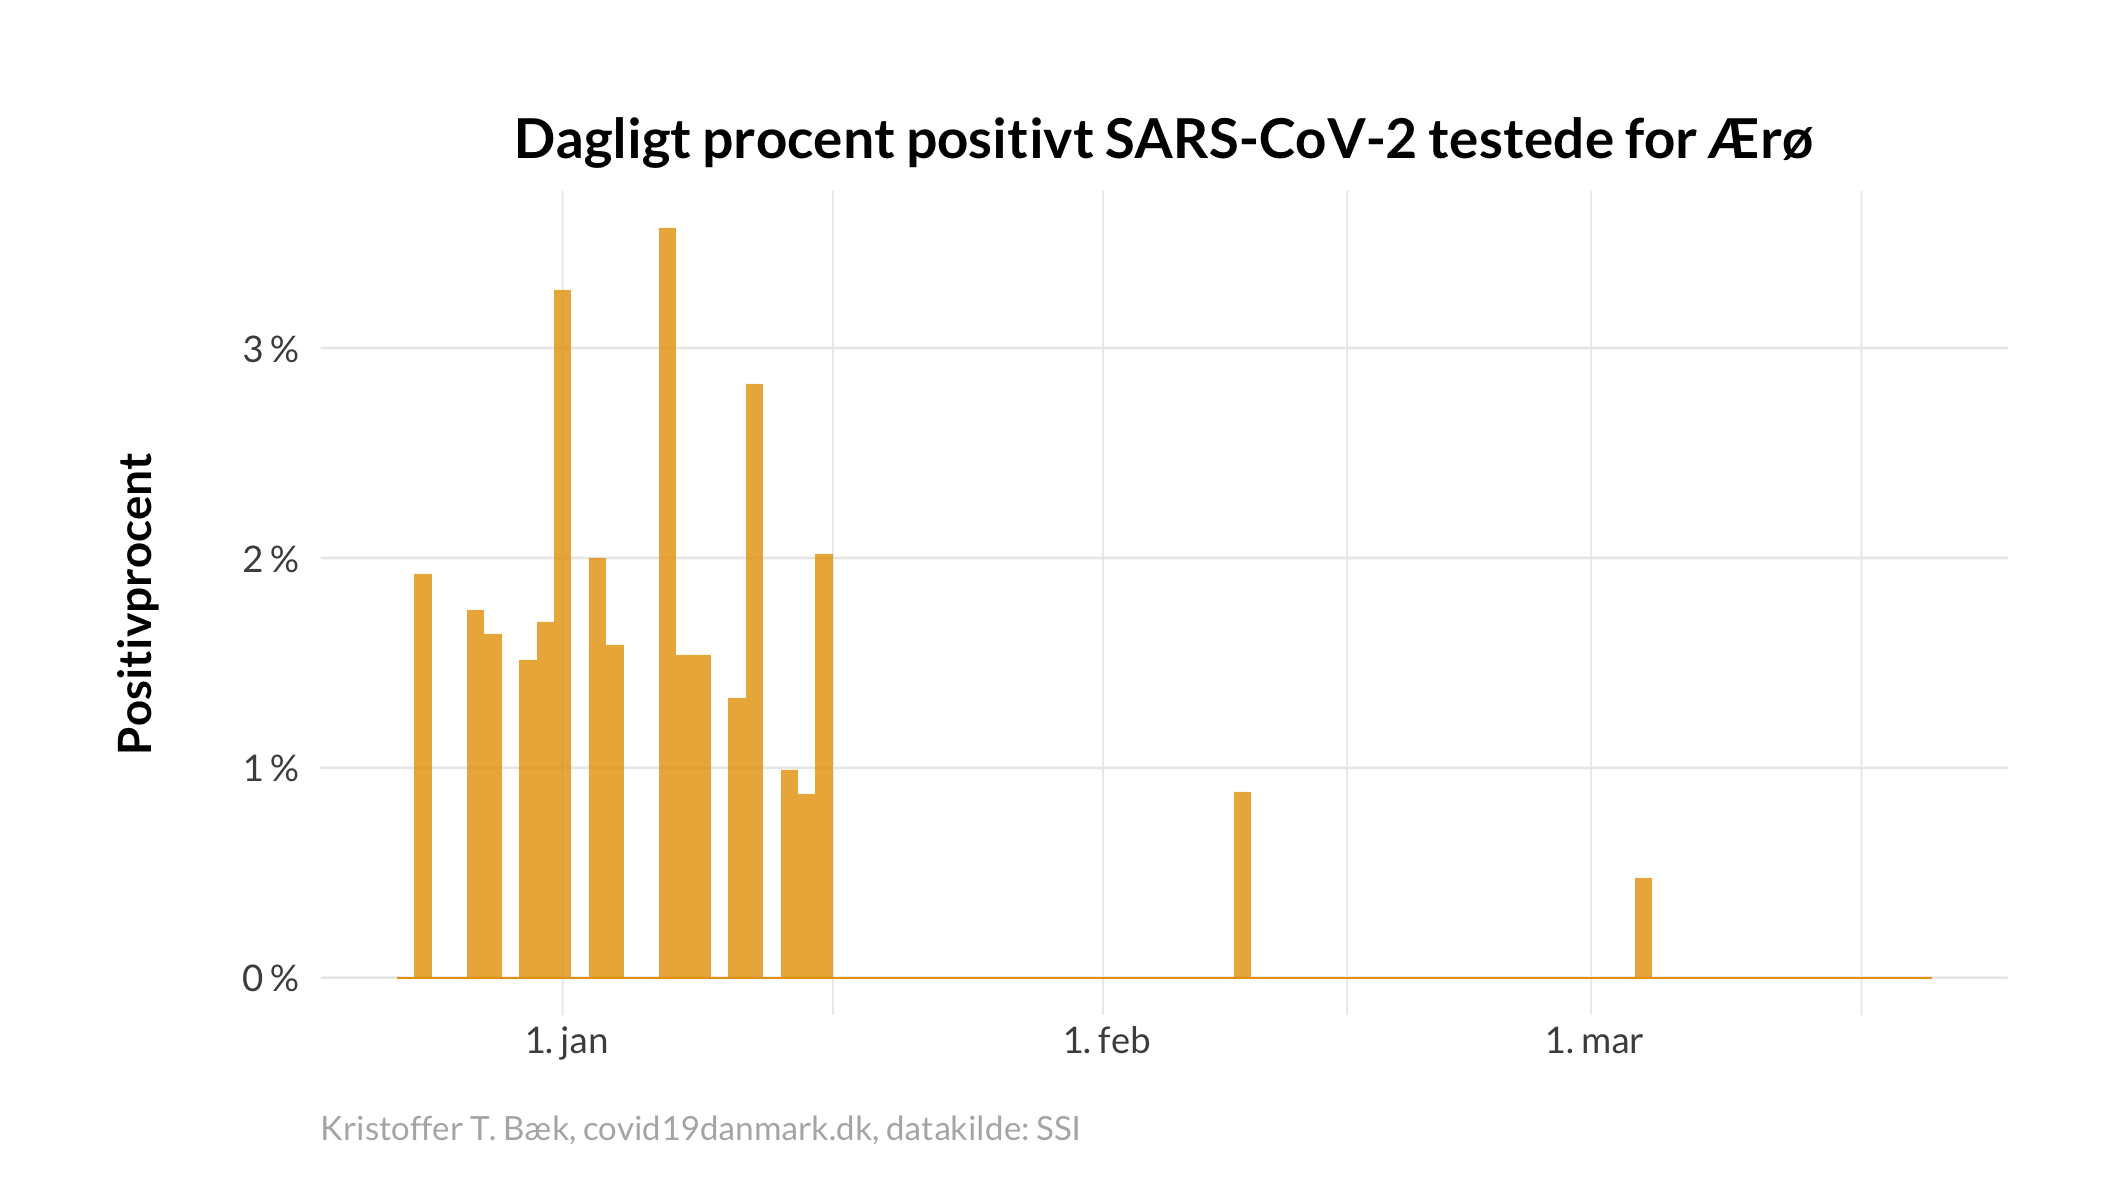 Dagligt procent positivt SARS-CoV-2 testede for Ærø
Positivprocent
3 %
2 %
1 %
0 %
1. jan
1. feb
1. mar
Kristoffer T. Bæk, covid19danmark.dk, datakilde: SSI